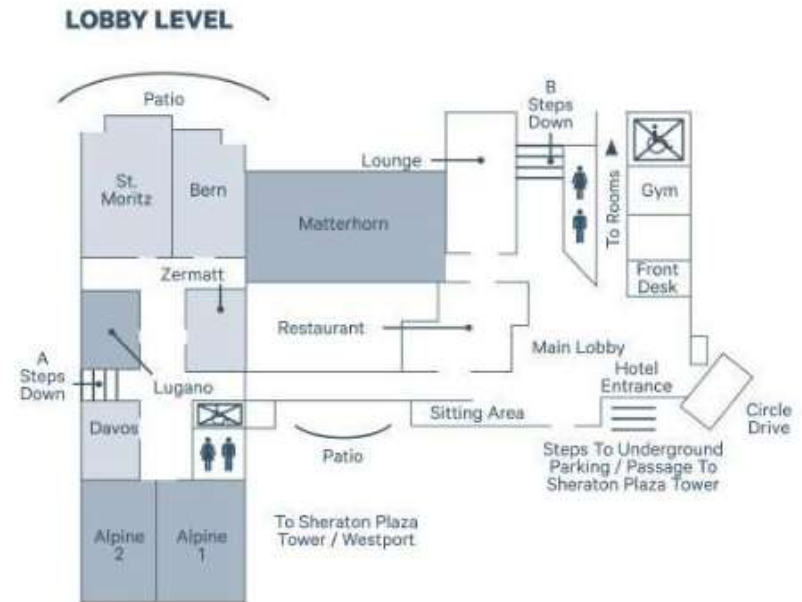 LOBBY LEVEL
Patio
B
Steps
Down
Lounge
St.
Moritz
Bern
Matterhorn
To Rooms
Gym
Zermatt
Front
Desk
Restaurant
Main Lobby
A
Steps
Down
Lugano
Hotel
Entrance
Davos
Sitting Area
Circle
Drive
Patio
Steps To Underground
Parking / Passage To
Sheraton Plaza Tower
Alpine
2
Alpine
1
To Sheraton Plaza
Tower / Westport